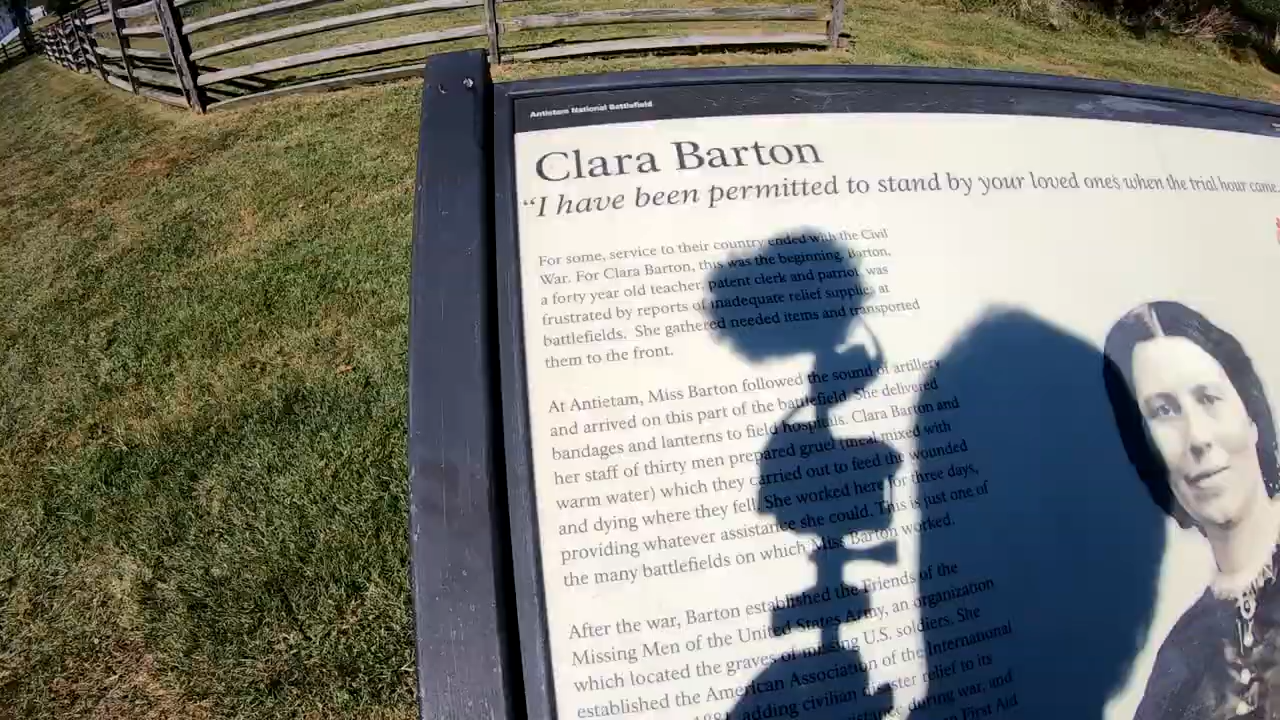 Antietam National Battlefield
Clara Barton
“I have been permitted to stand by your loved ones when the trial hour came
For some, service to their country ended with the Civil
War. For Clara Barton, this was the beginning. Barton,
a forty year old teacher, patent clerk and patriot, was
frustrated by reports of inadequate relief supplies at
battlefields. She gathered needed items and transported
them to the front.
At Antietam, Miss Barton followed the sound of artillery
and arrived on this part of the battlefield. She delivered
bandages and lanterns to field hospitals. Clara Barton and
her staff of thirty men prepared gruel (meal mixed with
warm water) which they carried out to feed the wounded
and dying where they fell. She worked here for three days,
providing whatever assistance she could. This is just one of
the many battlefields on which Miss Barton worked.
After the war, Barton established the Friends of the
Missing Men of the United States Army, an organization
which located the graves of missing U.S. soldiers. She
established the American Association of the International
adding civilian disaster relief to its
during war, and
First Aid